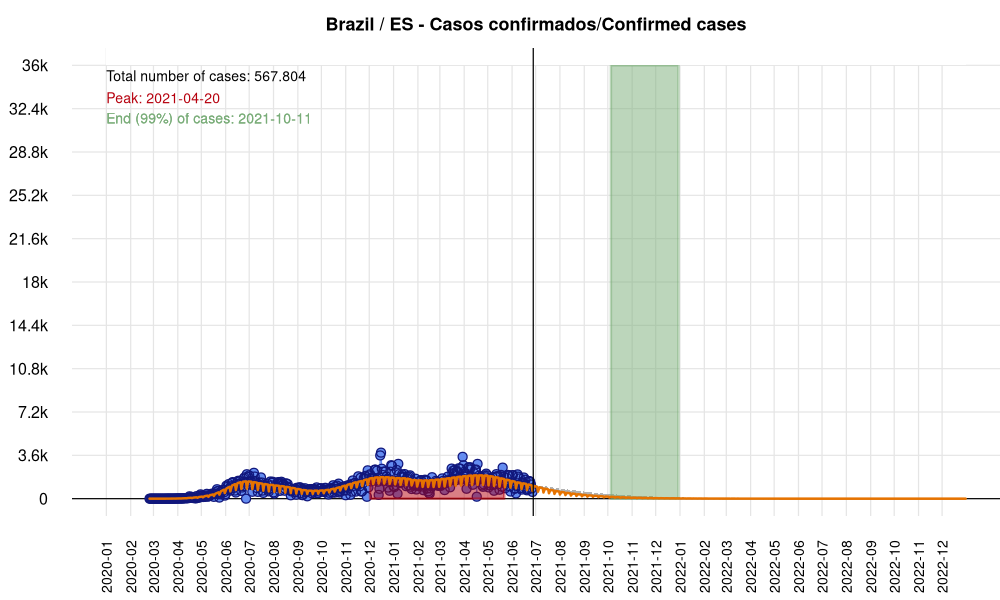 Brazil / ES - Casos confirmados/Confirmed cases
Total number of cases: 567.804
Peak: 2021-04-20
End (99%) of cases: 2021-10-11
36k
32.4k
28.8k
25.2k
21.6k
18k
14.4k
10.8k
7.2k
3.6k
0
2020-01
2020-02
2020-03
2020-04
2020-05
2020-06
2020-07
2020-08
2020-09
2020-10
2020-11
2020-12
2021-01
2021-02
2021-03
2021-04
2021-05
2021-06
2021-07
2021-08
2021-09
2021-10
2021-11
2021-12
2022-01
2022-02
2022-03
2022-04
2022-05
2022-06
2022-07
2022-08
2022-09
2022-10
2022-11
2022-12